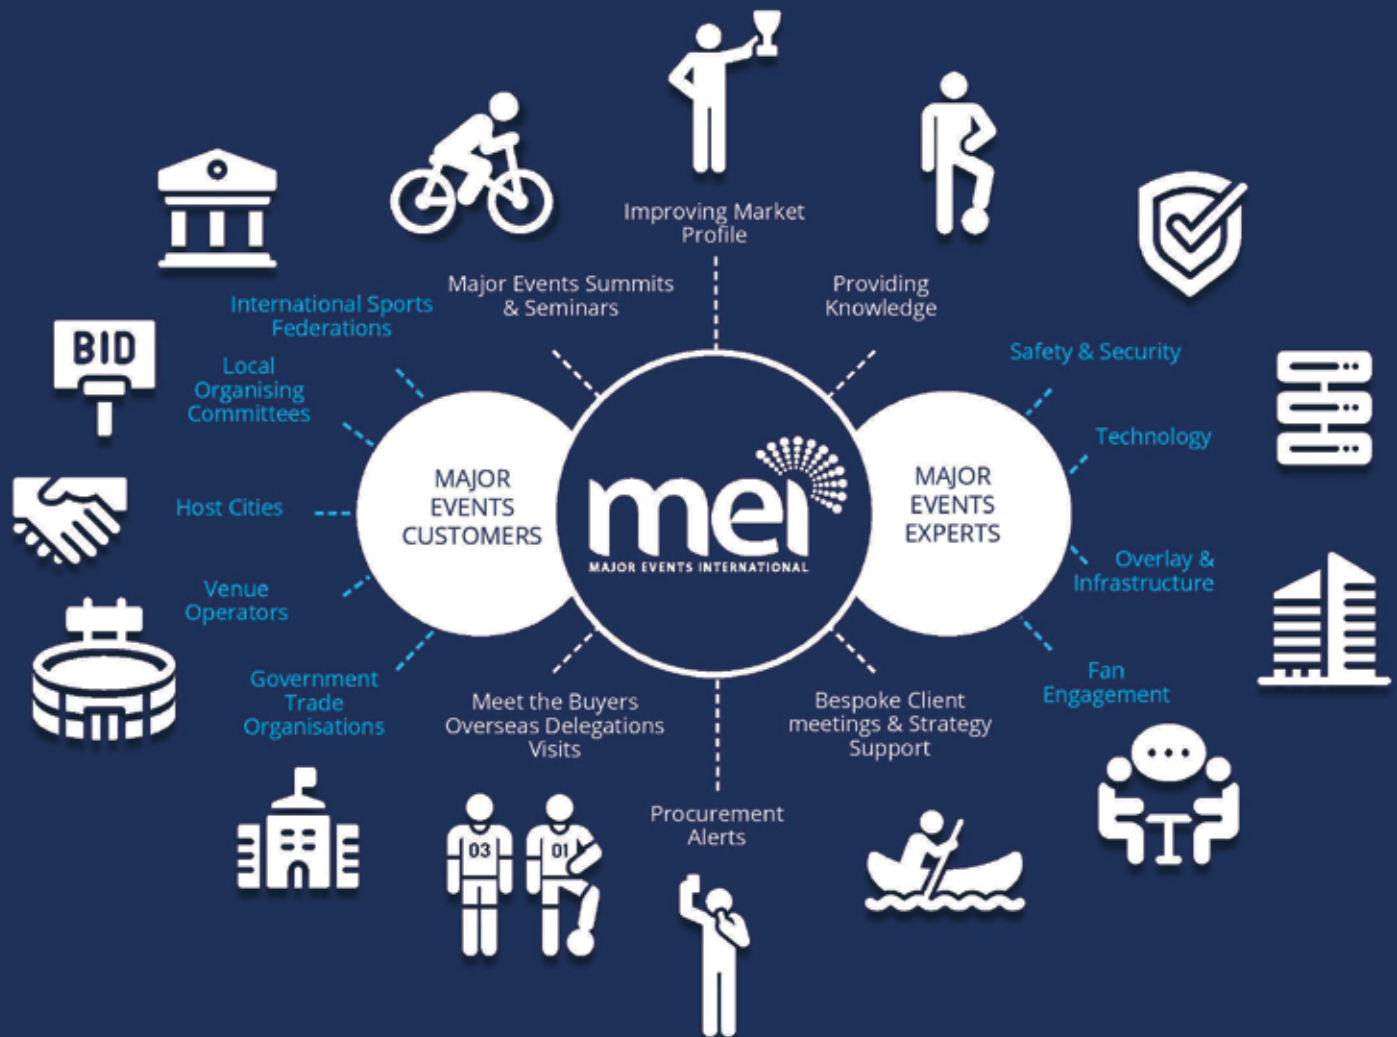 Improving Market
Profile
Major Events Summits
& Seminars
Providing
Knowledge
International Sports
Federations
BID
Local
Organising
Committees
Host Cities
Venue
Operators
Government
Trade
Organisations
MAJOR
EVENTS
CUSTOMERS
mei
MAJOR EVENTS INTERNATIONAL
MAJOR
EVENTS
EXPERTS
Safety & Security
Technology
Overlay &
Infrastructure
Fan
Engagement
Meet the Buyers
Overseas Delegations
Visits
Bespoke Client
meetings & Strategy
Support
Procurement
Alerts
03
01